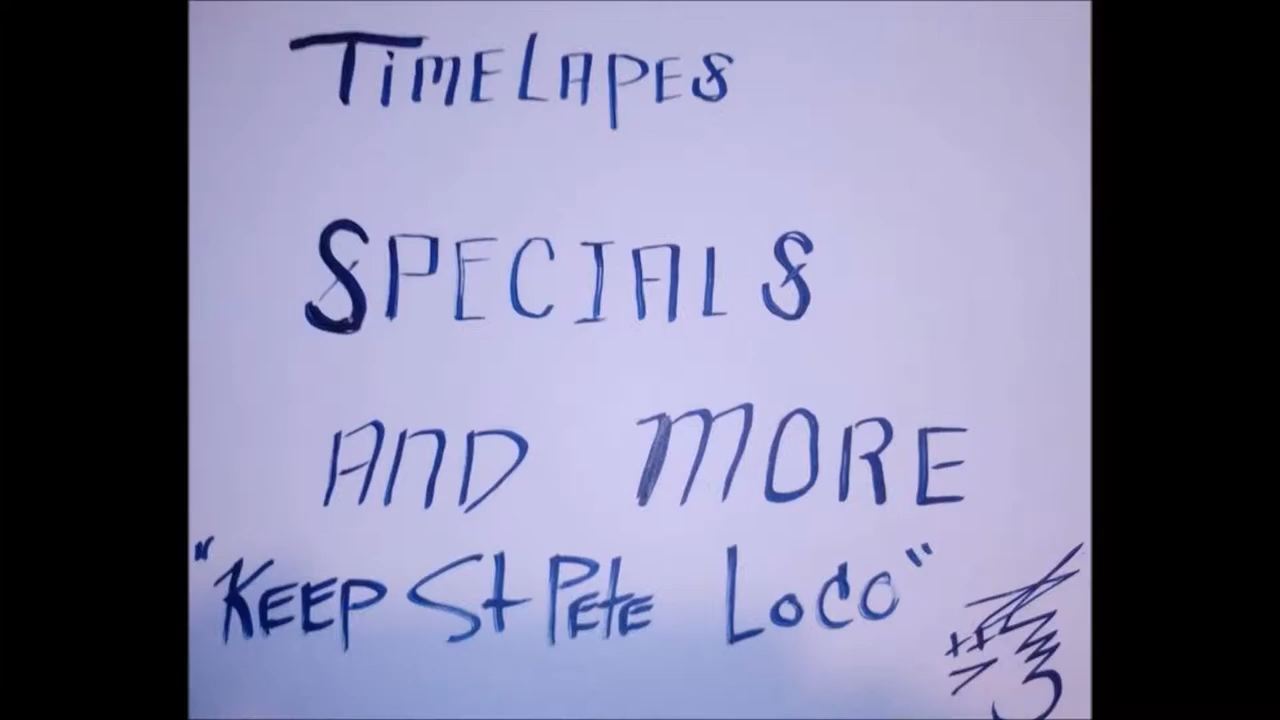 TimELAPES
SPECIALS
AND MORE
"KEEP St PEtE LoCo"